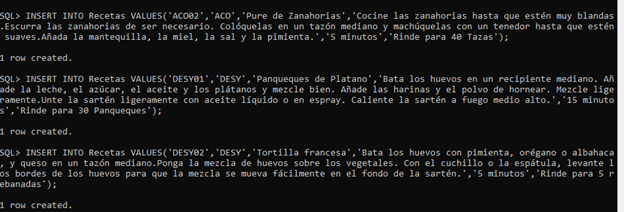 SQL> INSERT INTO Recetas VALUES('ACO02','ACO','Pure de Zanahorias','Cocine las zanahorias hasta que estén muy blandas
.Escurra las zanahorias de ser necesario. Colóquelas en un tazón mediano y machúquelas con un tenedor hasta que estén
 suaves.Añada la mantequilla, la miel, la sal y la pimienta.','5 minutos','Rinde para 40 Tazas');
1 row created.
SQL> INSERT INTO Recetas VALUES('DESY01','DESY','Panqueques de Platano','Bata los huevos en un recipiente mediano. Añ
ade la leche, el azúcar, el aceite y los plátanos y mezcle bien. Añade las harinas y el polvo de hornear. Mezcle lige
ramente.Unte la sartén ligeramente con aceite líquido o en espray. Caliente la sartén a fuego medio alto.','15 minuto
s','Rinde para 30 Panqueques');
1 row created.
SQL> INSERT INTO Recetas VALUES('DESY02','DESY','Tortilla francesa','Bata los huevos con pimienta, orégano o albahaca
, y queso en un tazón mediano.Ponga la mezcla de huevos sobre los vegetales. Con el cuchillo o la espátula, levante l
os bordes de los huevos para que la mezcla se mueva fácilmente en el fondo de la sartén.','5 minutos','Rinde para 5 r
ebanadas');
1 row created.